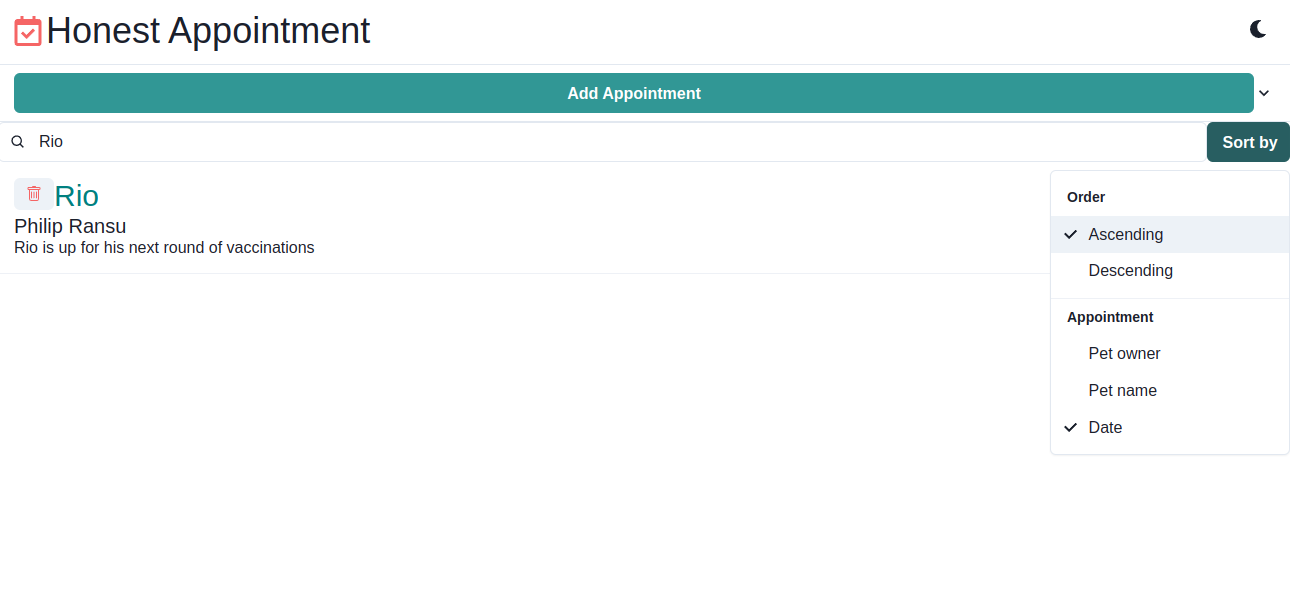 Honest Appointment
Add Appointment
Rio
Sort by
Rio
Philip Ransu
Rio is up for his next round of vaccinations
Order
Ascending
Descending
Appointment
Pet owner
Pet name
Date